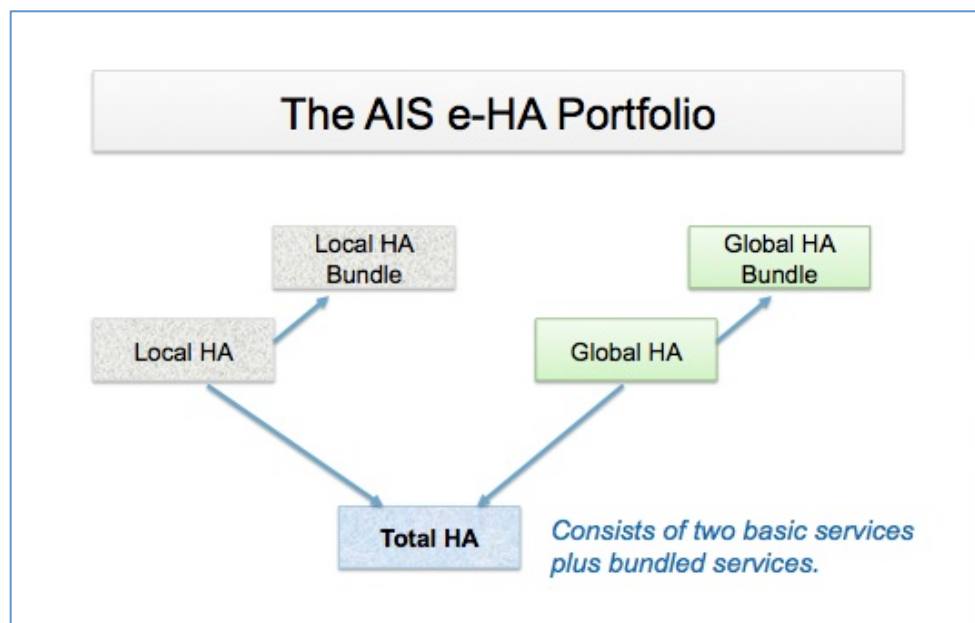 The AIS e-HA Portfolio
Local HA
Bundle
Global HA
Bundle
Local HA
Global HA
Total HA
Consists of two basic services
plus bundled services.